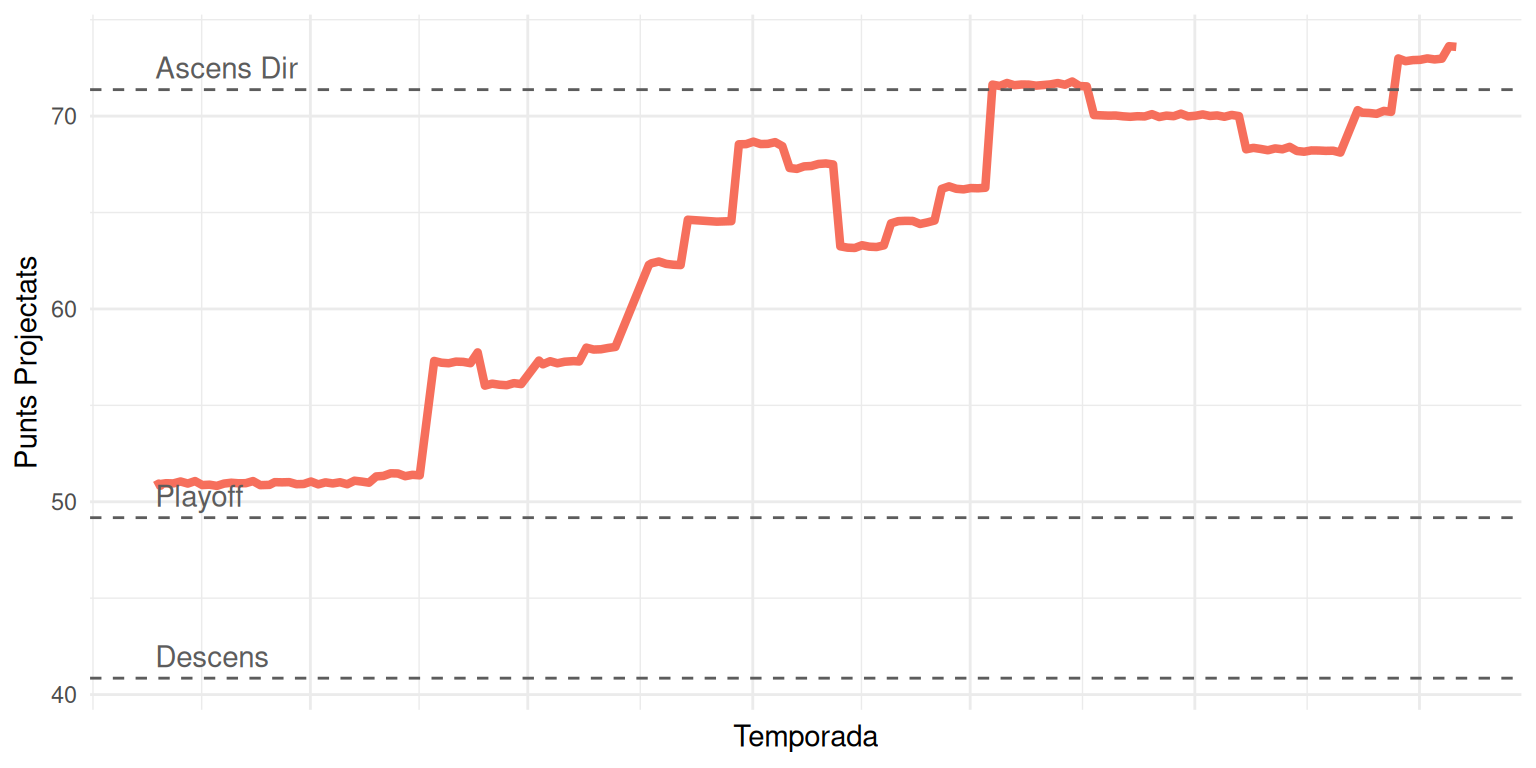 Ascens Dir
70
60
Playoff
50
Descens
40
Punts Projectats
Temporada